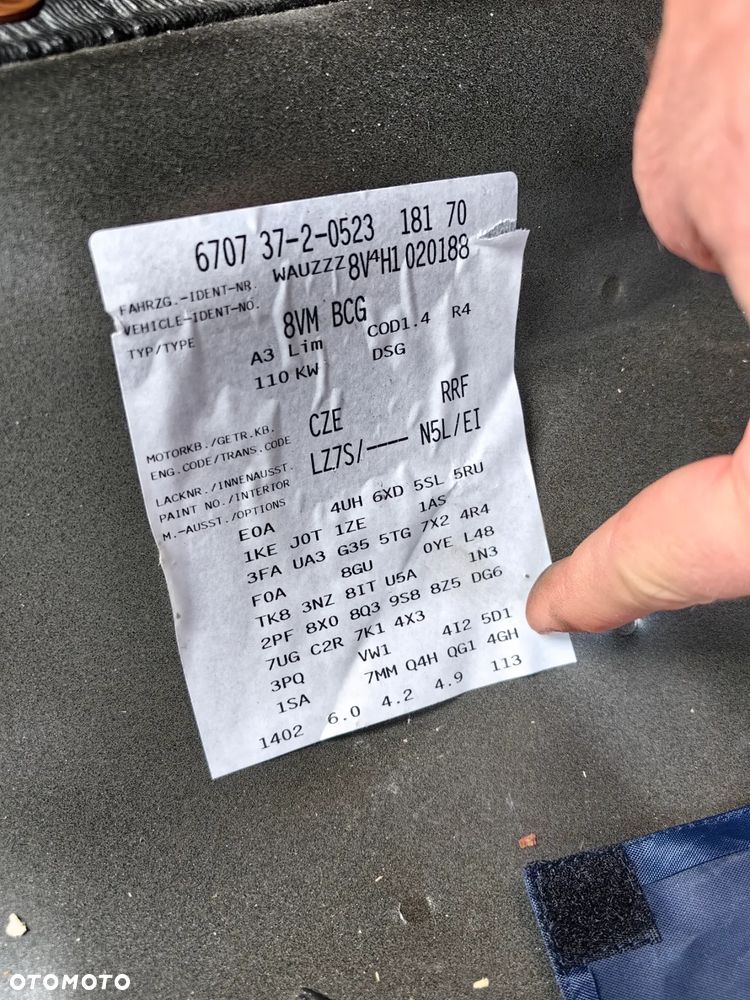 6707 37-2-0523 181 70
FAHRZG.-IDENT-NR. WAUZZZ8V4H1020188
VEHICLE-IDENT-NO.
TYP/TYPE 8VM BCG
A3 Lim COD1.4 R4
110 KW DSG
MOTORKB./GETR.KB. CZE RRF
ENG.CODE/TRANS.CODE
LACKNR./INNENAUSST. LZ7S/---- N5L/EI
PAINT NO./INTERIOR
M.-AUSST./OPTIONS
E0A 4UH 6XD 5SL 5RU
1KE J0T 1ZE 1AS
3FA UA3 G35 5TG 7X2 4R4
F0A 8GU 0YE L48
TK8 3NZ 8IT U5A 1N3
2PF 8X0 8Q3 9S8 8Z5 DG6
7UG C2R 7K1 4X3
3PQ VW1 4I2 5D1
1SA 7MM Q4H QG1 4GH
1402 6.0 4.2 4.9 113
OTOMOTO